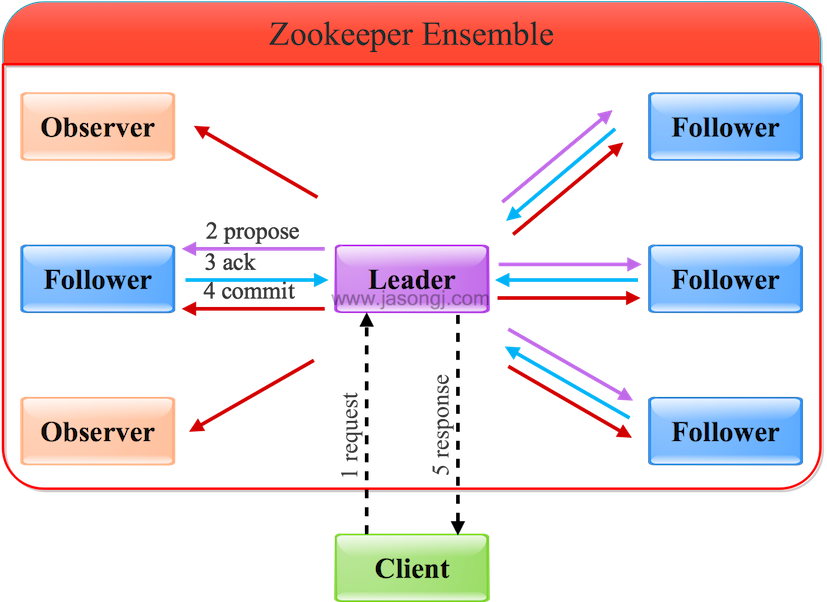 Zookeeper Ensemble
Observer
Follower
2 propose
3 ack
4 commit
Follower
Leader
www.jasongj.com
Follower
Observer
1 request
5 response
Follower
Client